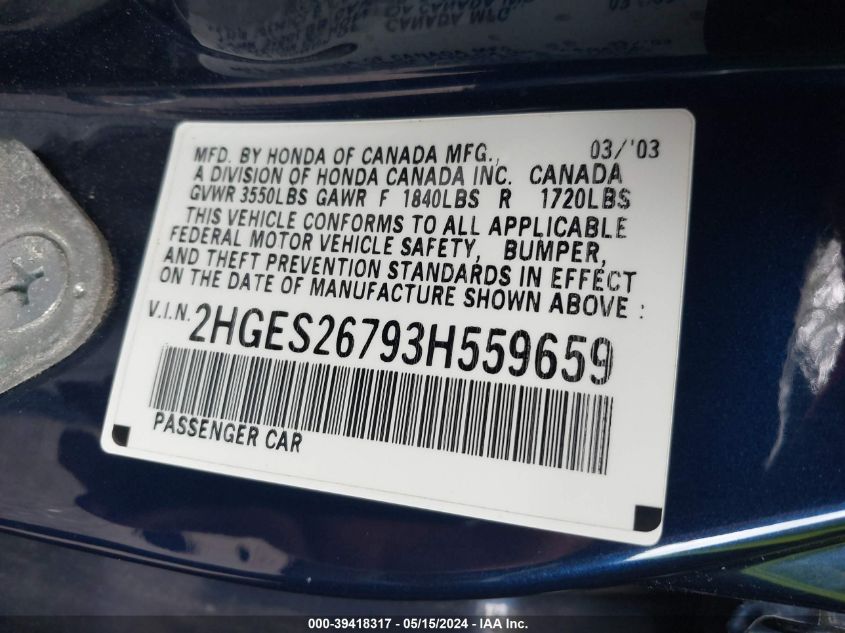 MFD. BY HONDA OF CANADA MFG., 03/'03
A DIVISION OF HONDA CANADA INC. CANADA
GVWR 3550LBS GAWR F 1840LBS R 1720LBS
THIS VEHICLE CONFORMS TO ALL APPLICABLE
FEDERAL MOTOR VEHICLE SAFETY, BUMPER,
AND THEFT PREVENTION STANDARDS IN EFFECT
ON THE DATE OF MANUFACTURE SHOWN ABOVE :
V.I.N. 2HGES26793H559659
PASSENGER CAR
000-39418317 - 05/15/2024 - IAA Inc.